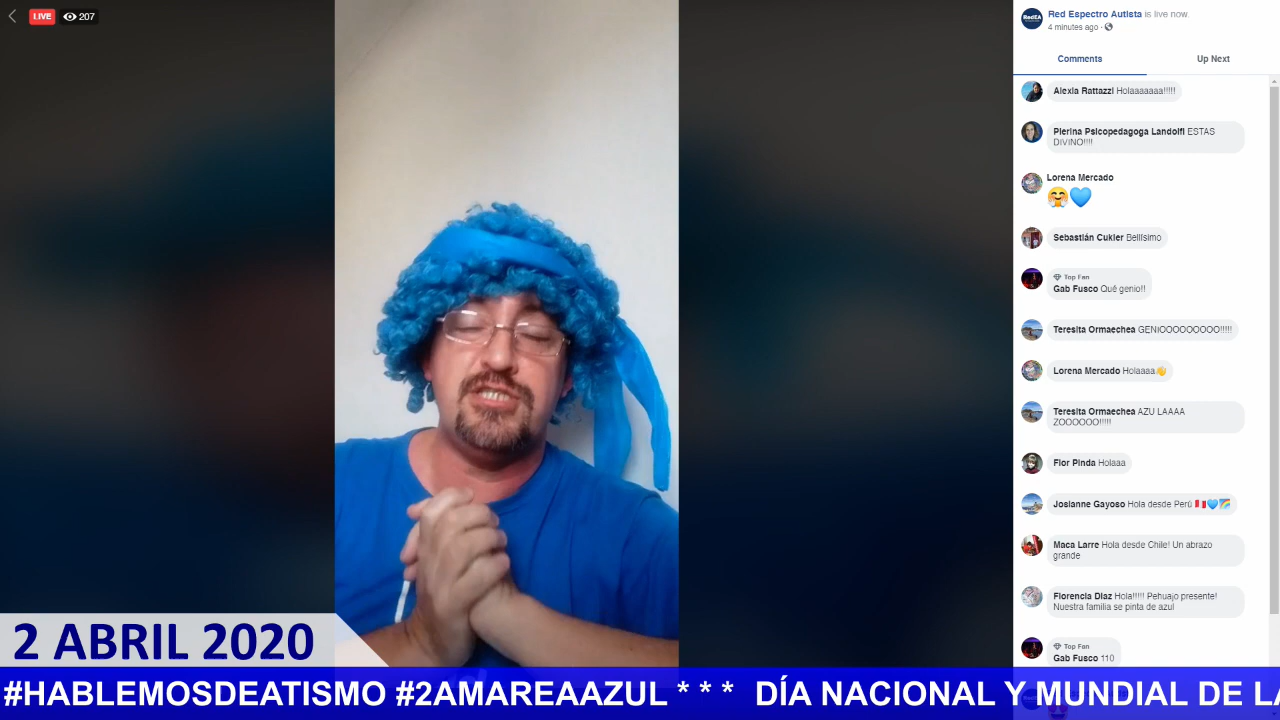 LIVE 207
RedEA
Red Espectro Autista is live now.
4 minutes ago ·
Comments Up Next
Alexia Rattazzi Holaaaaaaa!!!!!
Pierina Psicopedagoga Landolfi ESTAS
DIVINO!!!!
Lorena Mercado
🤗💙
Sebastián Cukier Bellísimo
Top Fan
Gab Fusco Qué genio!!
Teresita Ormaechea GENIOOOOOOOOO!!!!!
Lorena Mercado Holaaaa👋
Teresita Ormaechea AZU LAAAA
ZOOOOOO!!!!!
Flor Pinda Holaaa
Josianne Gayoso Hola desde Perú 🇵🇪💙🌈
Maca Larre Hola desde Chile! Un abrazo
grande
Florencia Diaz Hola!!!!! Pehuajo presente!
Nuestra familia se pinta de azul
Top Fan
Gab Fusco 110
2 ABRIL 2020
#HABLEMOSDEATISMO #2AMAREAAZUL * * * DÍA NACIONAL Y MUNDIAL DE LA